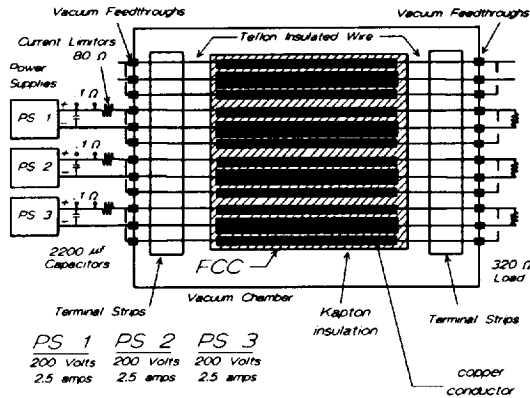 Vacuum Feedthroughs
Vacuum Feedthroughs
Current Limitors
80 Ω
Teflon Insulated Wire
Power
Supplies
PS 1
+
.1 Ω
-
PS 2
+
.1 Ω
-
PS 3
+
.1 Ω
-
2200 μf
Capacitors
FCC
320 Ω
Load
Terminal Strips
Vacuum Chamber
Kapton
insulation
Terminal Strips
PS 1 PS 2 PS 3
200 Volts 200 Volts 200 Volts
2.5 amps 2.5 amps 2.5 amps
copper
conductor